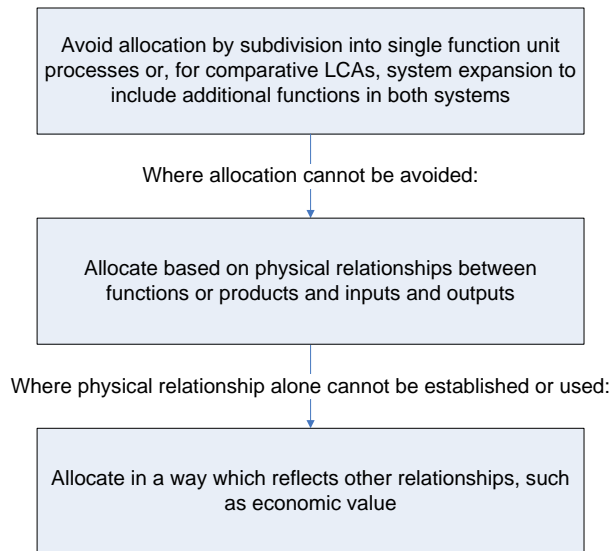 Avoid allocation by subdivision into single function unit
processes or, for comparative LCAs, system expansion to
include additional functions in both systems
Where allocation cannot be avoided:
Allocate based on physical relationships between
functions or products and inputs and outputs
Where physical relationship alone cannot be established or used:
Allocate in a way which reflects other relationships, such
as economic value